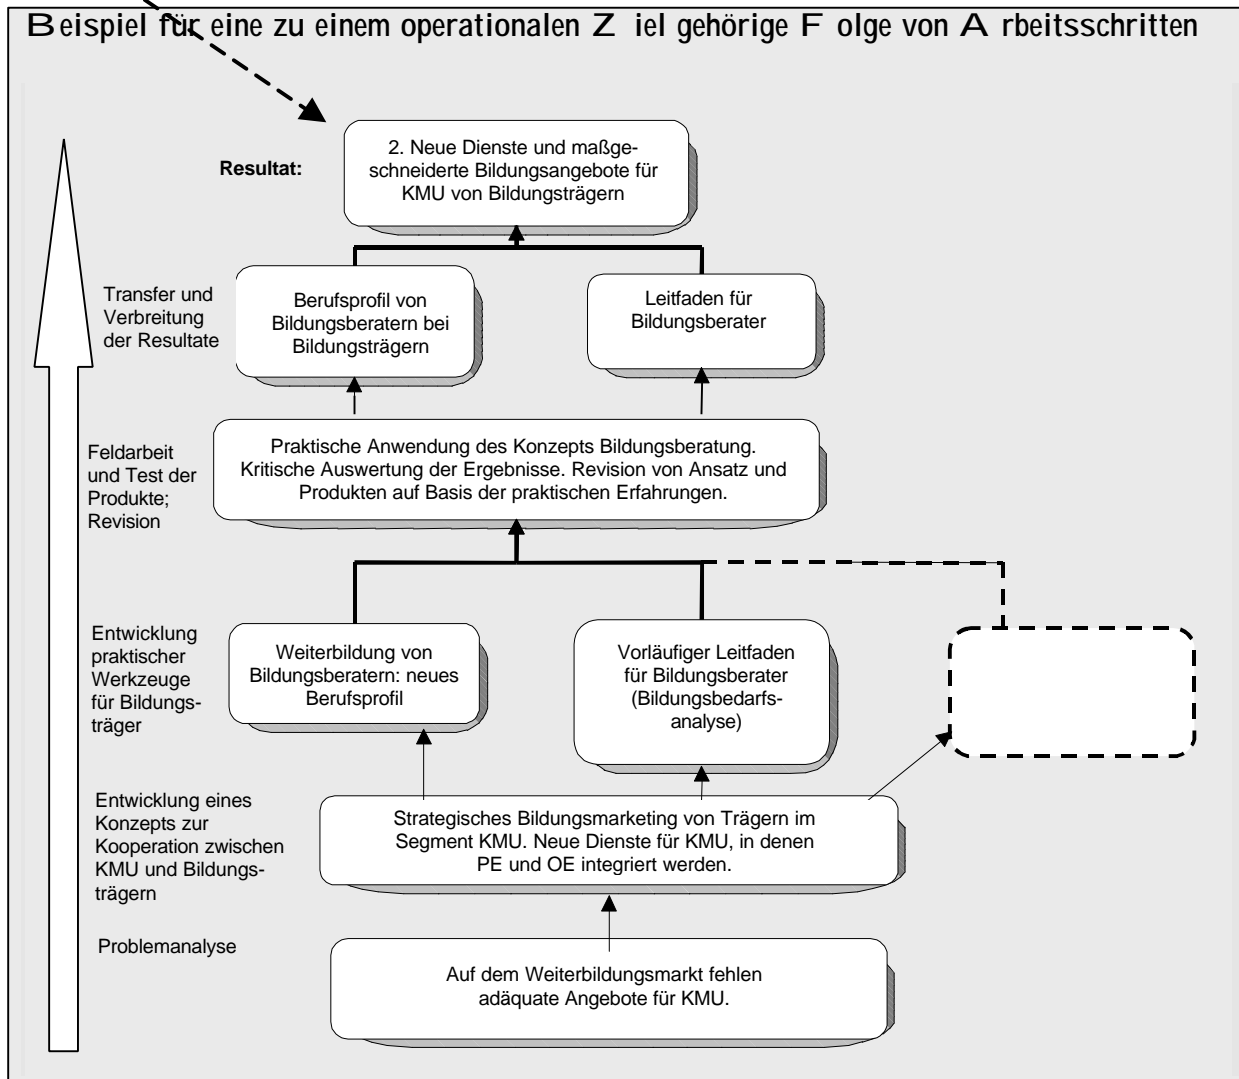 Beispiel für eine zu einem operationalen Z iel gehörige F olge von A rbeitsschritten
Resultat:
2. Neue Dienste und maßge-
schneiderte Bildungsangebote für
KMU von Bildungsträgern
Transfer und
Verbreitung
der Resultate
Berufsprofil von
Bildungsberatern bei
Bildungsträgern
Leitfaden für
Bildungsberater
Feldarbeit
und Test der
Produkte;
Revision
Praktische Anwendung des Konzepts Bildungsberatung.
Kritische Auswertung der Ergebnisse. Revision von Ansatz und
Produkten auf Basis der praktischen Erfahrungen.
Entwicklung
praktischer
Werkzeuge
für Bildungs-
träger
Weiterbildung von
Bildungsberatern: neues
Berufsprofil
Vorläufiger Leitfaden
für Bildungsberater
(Bildungsbedarfs-
analyse)
Entwicklung eines
Konzepts zur
Kooperation zwischen
KMU und Bildungs-
trägern
Strategisches Bildungsmarketing von Trägern im
Segment KMU. Neue Dienste für KMU, in denen
PE und OE integriert werden.
Problemanalyse
Auf dem Weiterbildungsmarkt fehlen
adäquate Angebote für KMU.